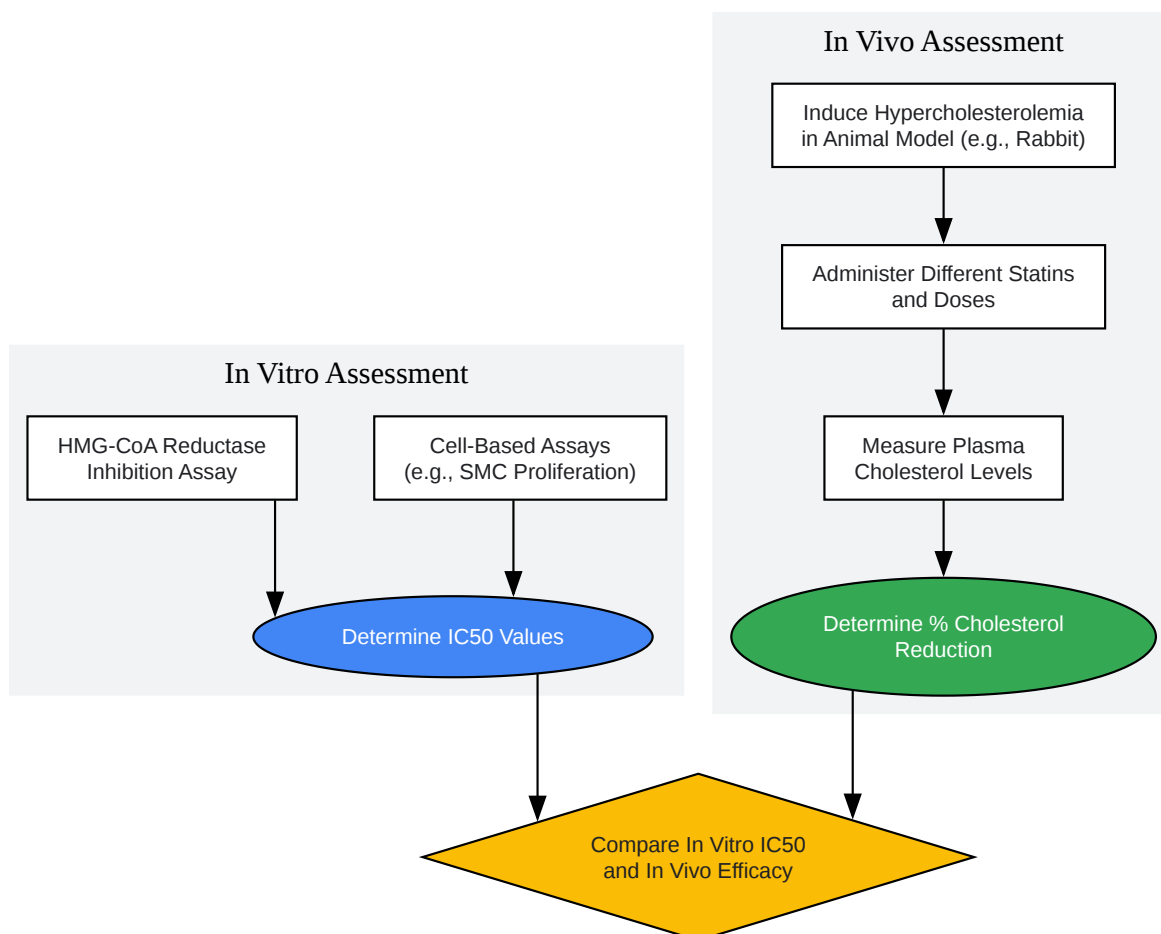 In Vivo Assessment
Induce Hypercholesterolemia
in Animal Model (e.g., Rabbit)
Administer Different Statins
and Doses
Measure Plasma
Cholesterol Levels
Determine % Cholesterol
Reduction
In Vitro Assessment
HMG-CoA Reductase
Inhibition Assay
Cell-Based Assays
(e.g., SMC Proliferation)
Determine IC50 Values
Compare In Vitro IC50
and In Vivo Efficacy